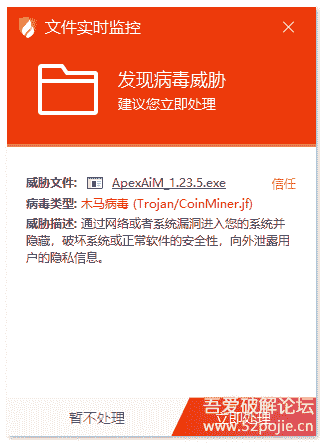 文件实时监控
发现病毒威胁
建议您立即处理
威胁文件: ApexAiM_1.23.5.exe 信任
病毒类型: 木马病毒 (Trojan/CoinMiner.jf)
威胁描述: 通过网络或者系统漏洞进入您的系统并
隐藏，破坏系统或正常软件的安全性，向外泄露用
户的隐私信息。
暂不处理 立即处理
吾爱破解论坛
www.52pojie.cn